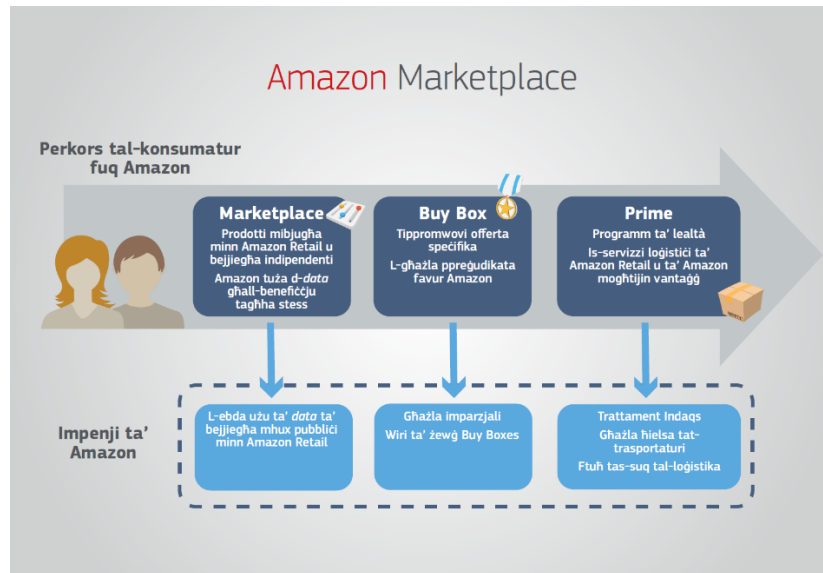 Amazon Marketplace
Perkors tal-konsumatur
fuq Amazon
Marketplace
Prodotti mibjugħa
minn Amazon Retail u
bejjiegħa indipendenti
Amazon tuża d-data
għall-benefiċċju
tagħha stess
Buy Box
Tippromwovi offerta
speċifika
L-għażla ppreġudikata
favur Amazon
Prime
Programm ta’ lealtà
Is-servizzi loġistiċi ta’
Amazon Retail u ta’ Amazon
mogħtijin vantaġġ
Impenji ta’
Amazon
L-ebda użu ta’ data ta’
bejjiegħa mhux pubbliċi
minn Amazon Retail
Għażla imparzjali
Wiri ta’ żewġ Buy Boxes
Trattament Indaqs
Għażla ħielsa tat-
trasportaturi
Ftuħ tas-suq tal-loġistika